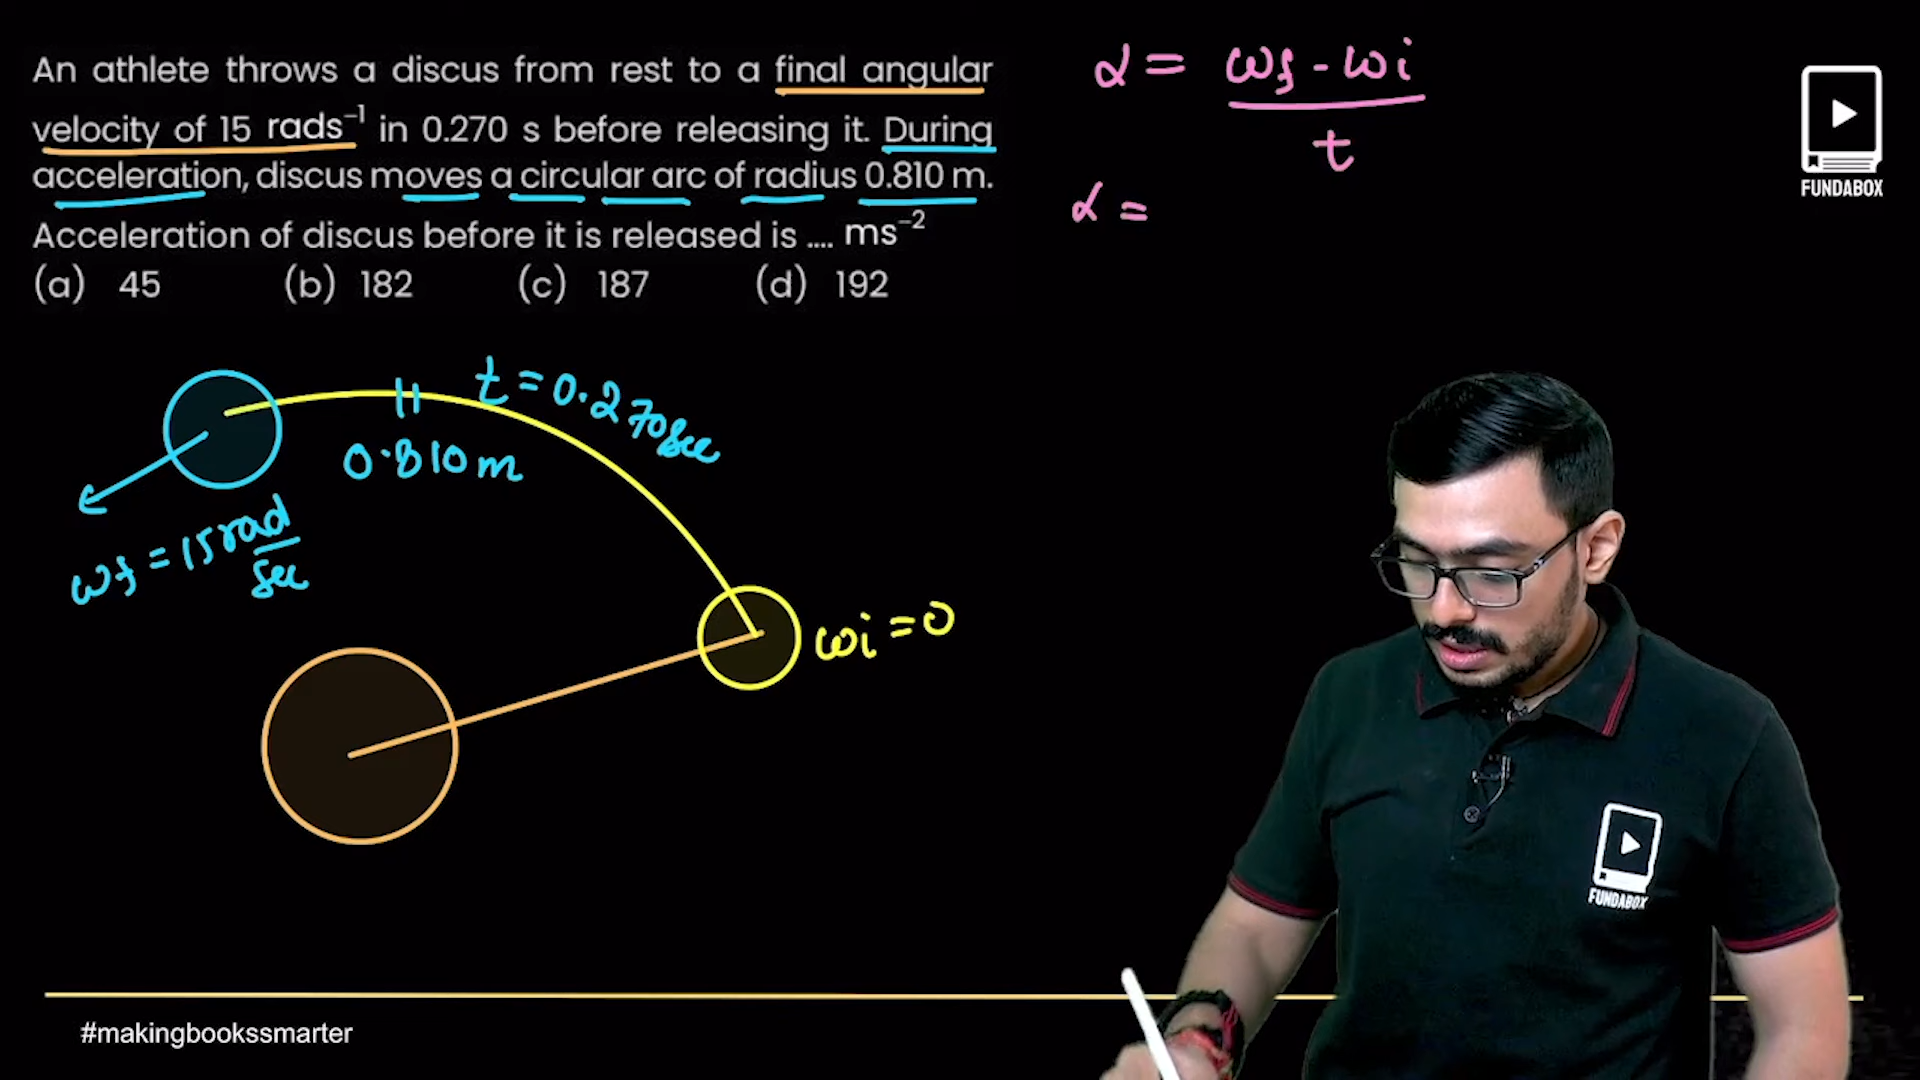 An athlete throws a discus from rest to a final angular
velocity of 15 rads⁻¹ in 0.270 s before releasing it. During
acceleration, discus moves a circular arc of radius 0.810 m.
Acceleration of discus before it is released is .... ms⁻²
(a) 45 (b) 182 (c) 187 (d) 192
α = ωf - ωi
t
α =
FUNDABOX
t = 0.270 sec
0.810 m
ωf = 15 rad
sec
ωi = 0
FUNDABOX
#makingbookssmarter